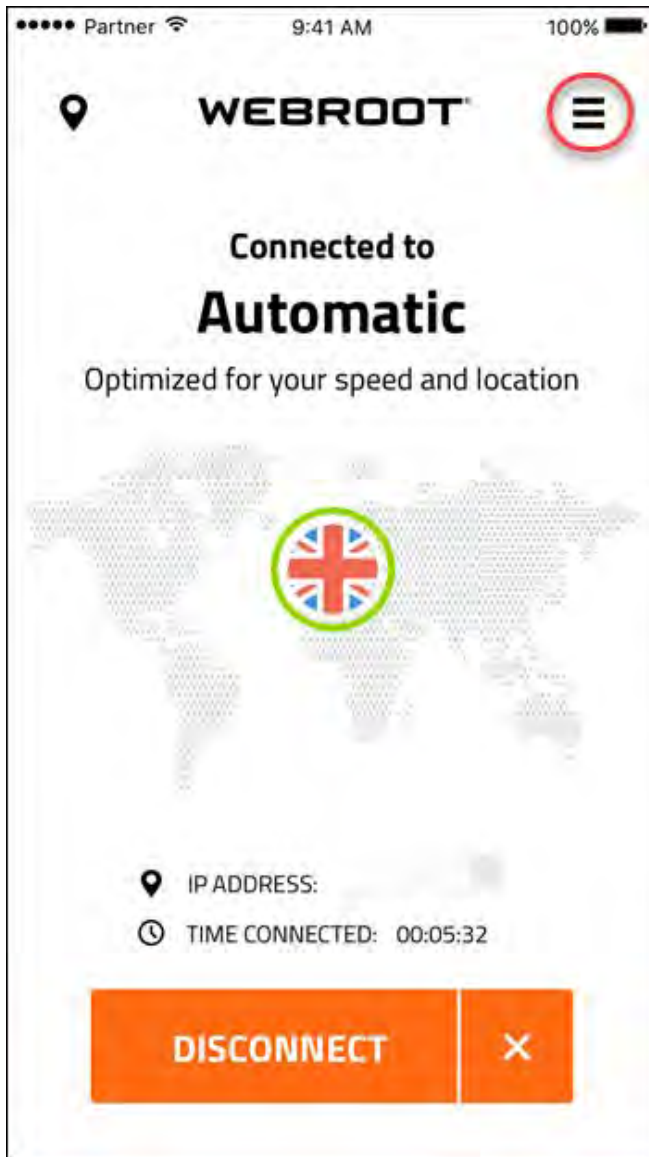 Partner 9:41 AM 100%
WEBROOT®
Connected to
Automatic
Optimized for your speed and location
IP ADDRESS:
TIME CONNECTED: 00:05:32
DISCONNECT